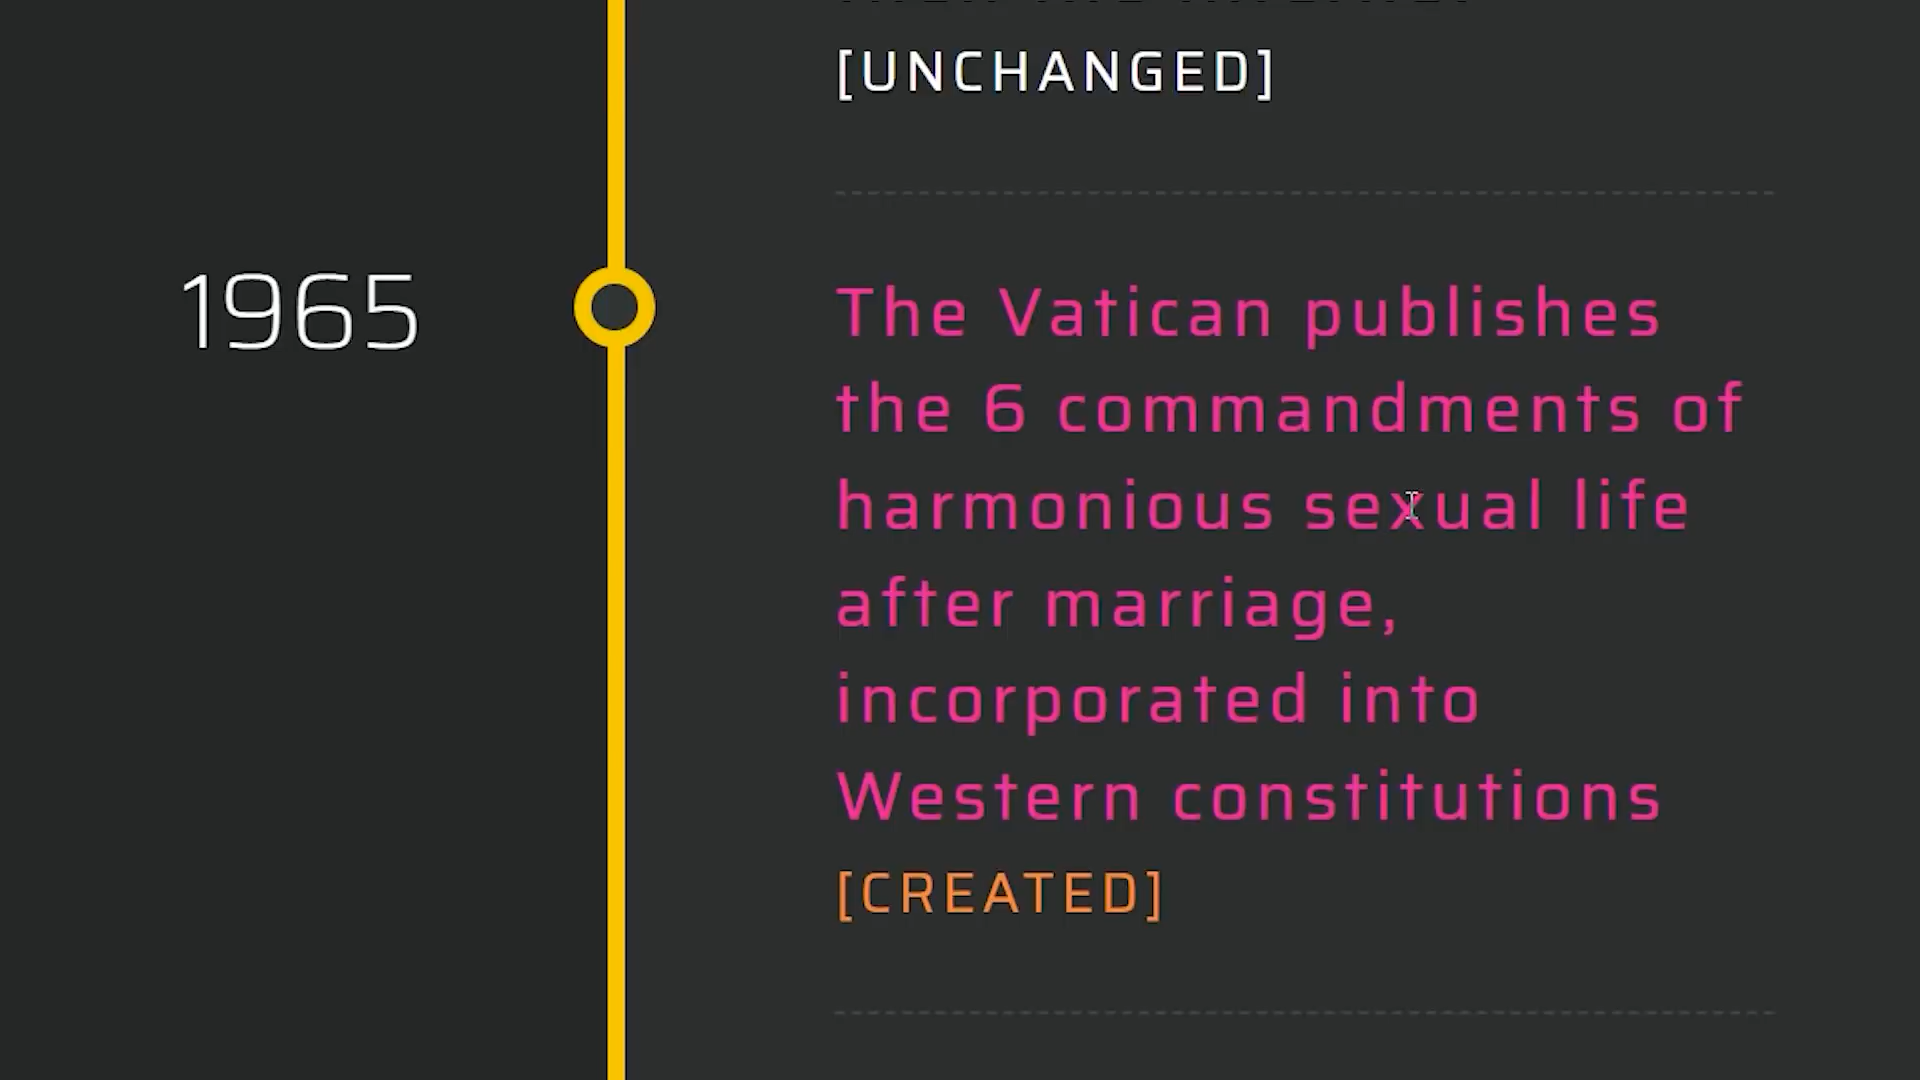 [UNCHANGED]
1965
The Vatican publishes
the 6 commandments of
harmonious sexual life
after marriage,
incorporated into
Western constitutions
[CREATED]